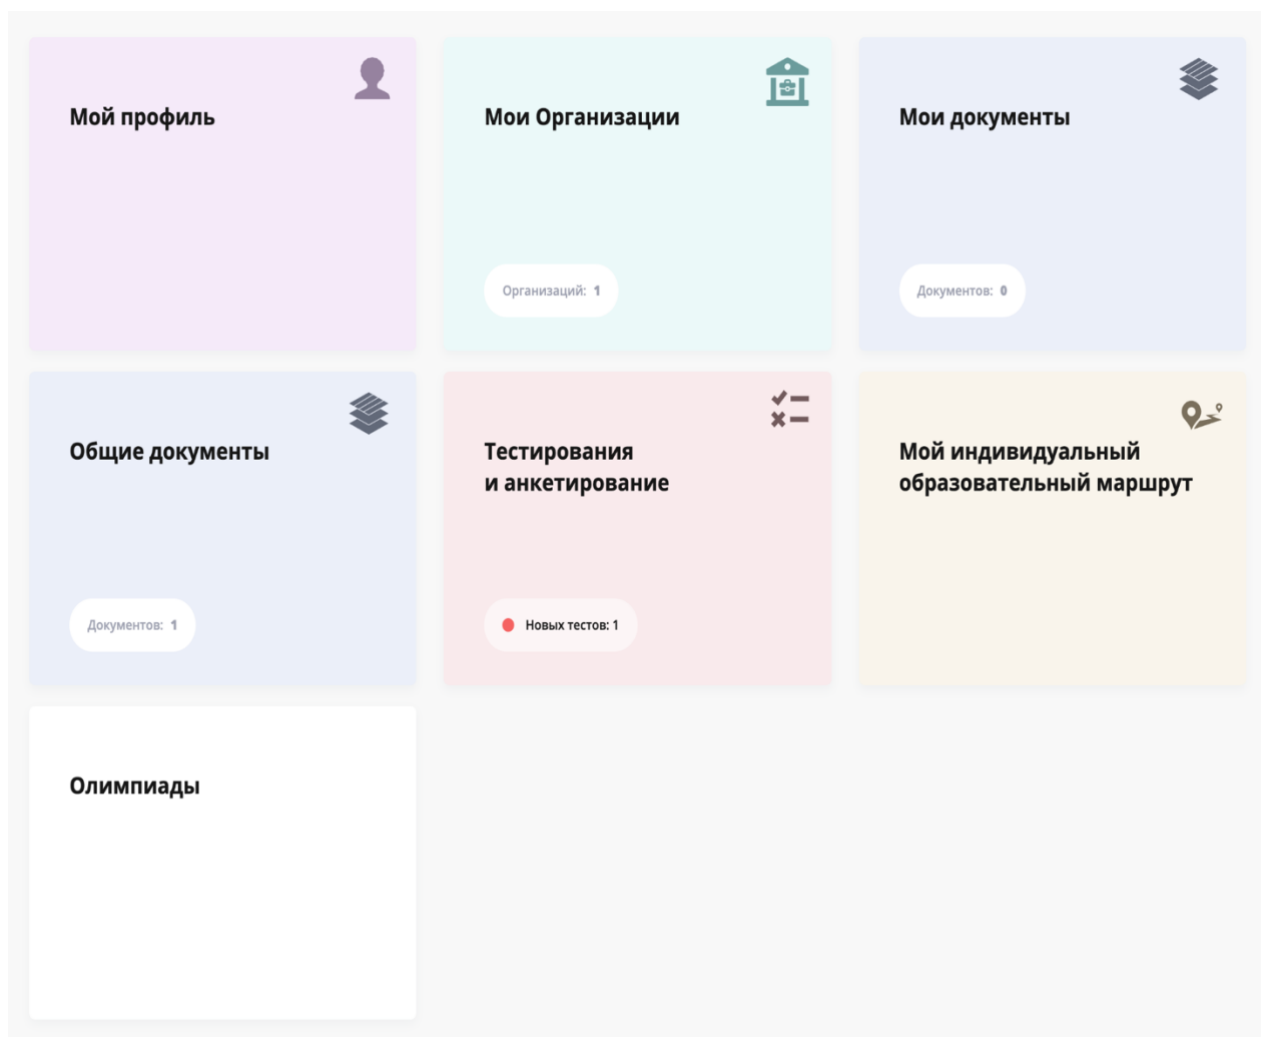 Мой профиль
Мои Организации
Организаций: 1
Мои документы
Документов: 0
Общие документы
Документов: 1
Тестирования
и анкетирование
Новых тестов: 1
Мой индивидуальный
образовательный маршрут
Олимпиады